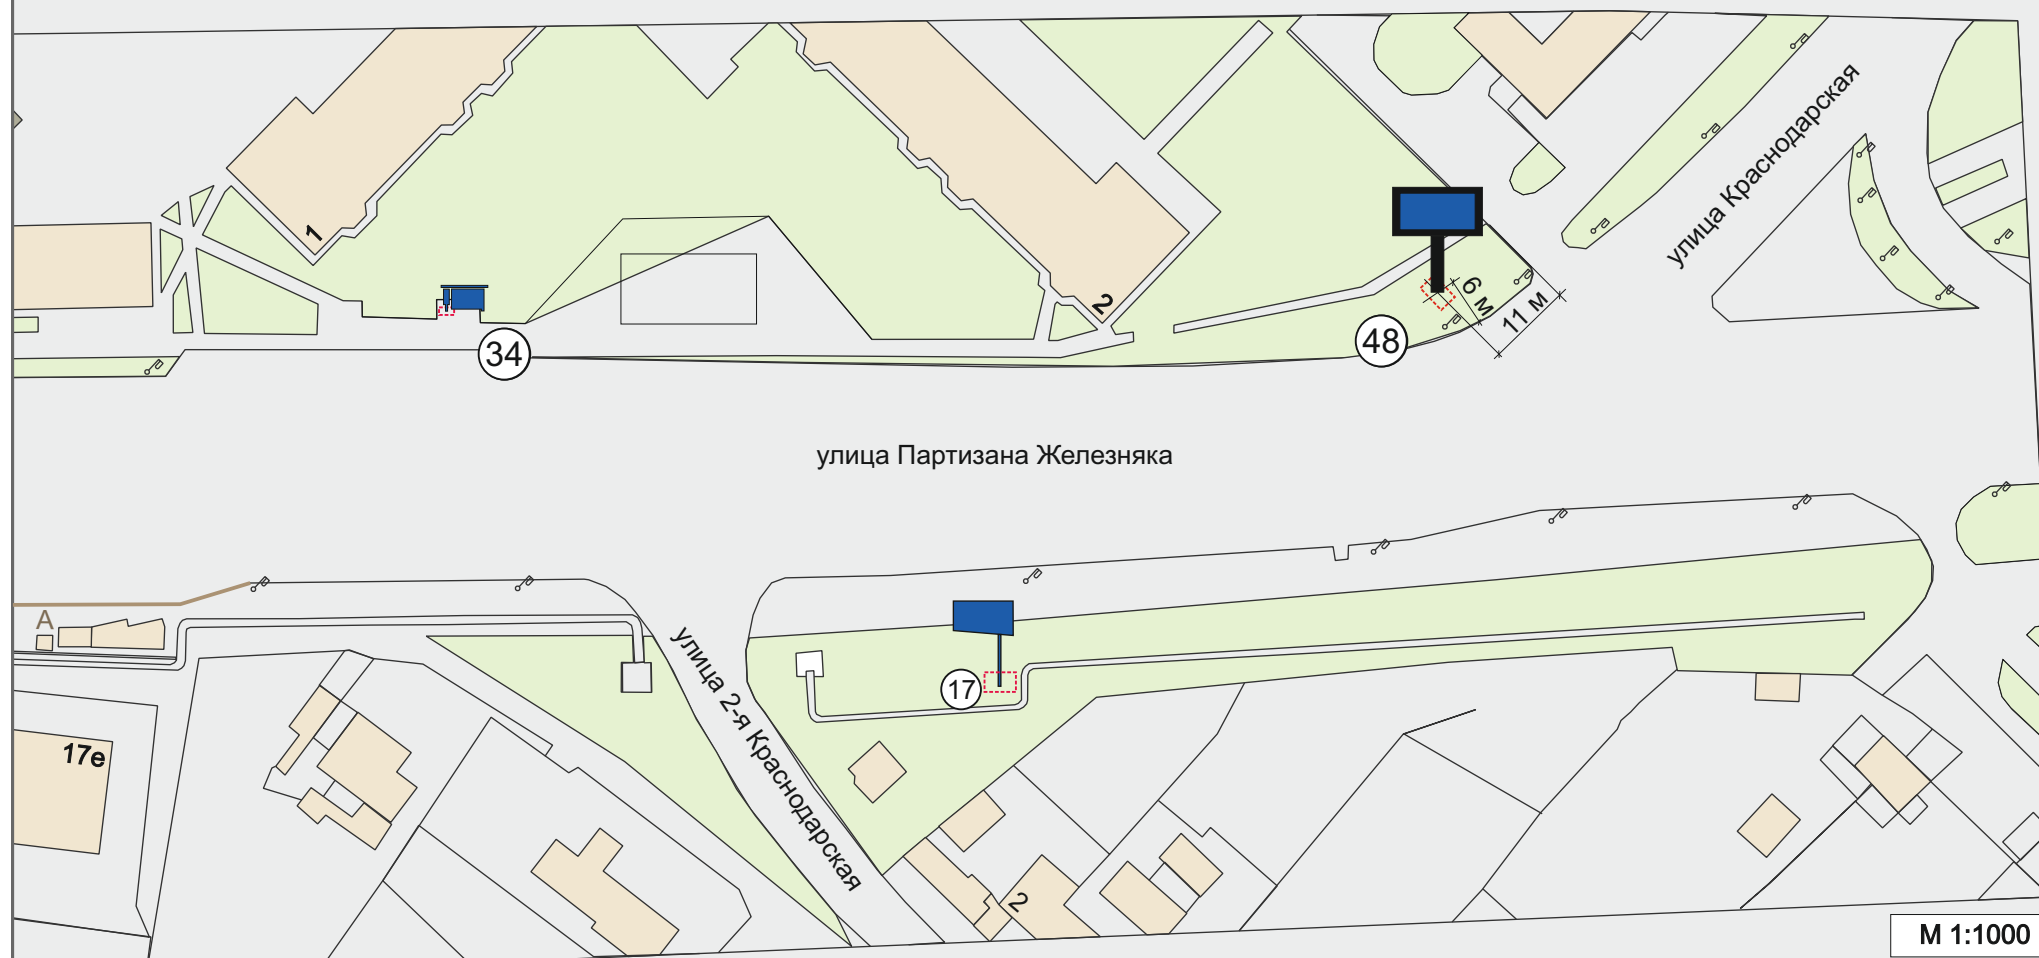 улица Краснодарская
1
2
6 м
11 м
34
48
улица Партизана Железняка
А
улица 2-я Краснодарская
17
17е
2
М 1:1000